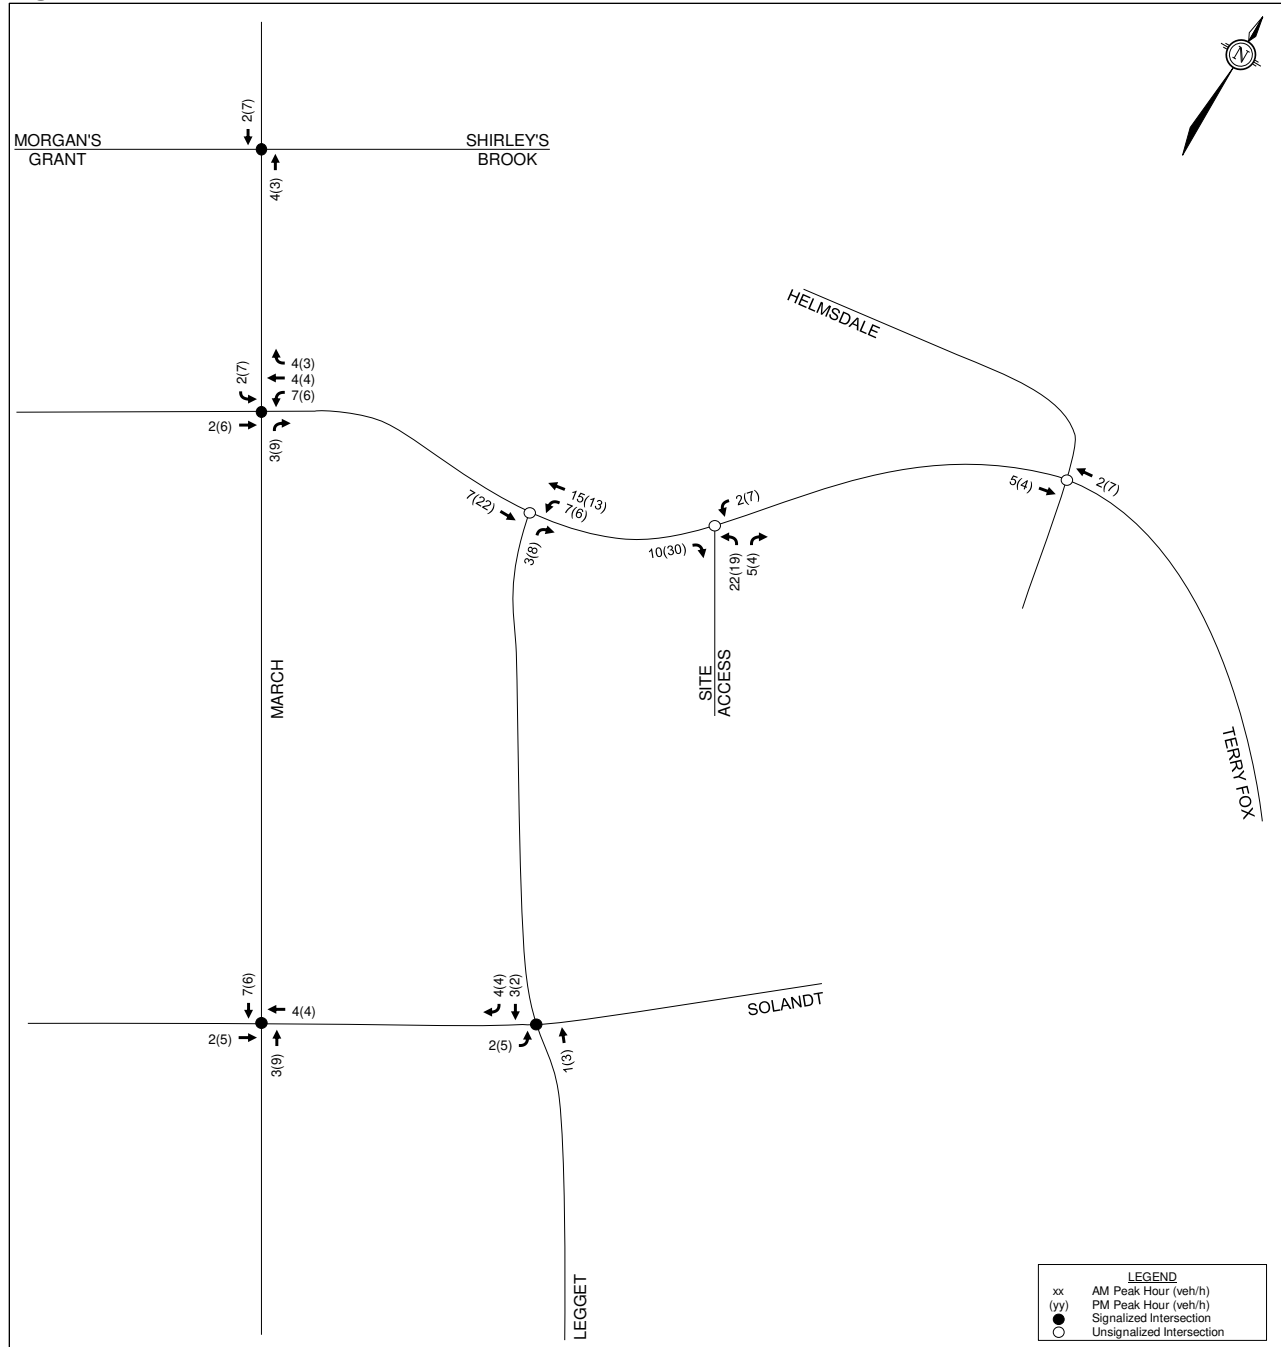 N
2(7)
MORGAN'S
GRANT
SHIRLEY'S
BROOK
4(3)
HELMSDALE
2(7)
4(3)
4(4)
7(6)
2(6)
3(9)
7(22)
15(13)
7(6)
3(8)
2(7)
10(30)
22(19)
5(4)
5(4)
2(7)
SITE
ACCESS
MARCH
TERRY FOX
7(6)
4(4)
2(5)
3(9)
4(4)
3(2)
2(5)
1(3)
SOLANDT
LEGGET
LEGEND
xx AM Peak Hour (veh/h)
(yy) PM Peak Hour (veh/h)
Signalized Intersection
Unsignalized Intersection